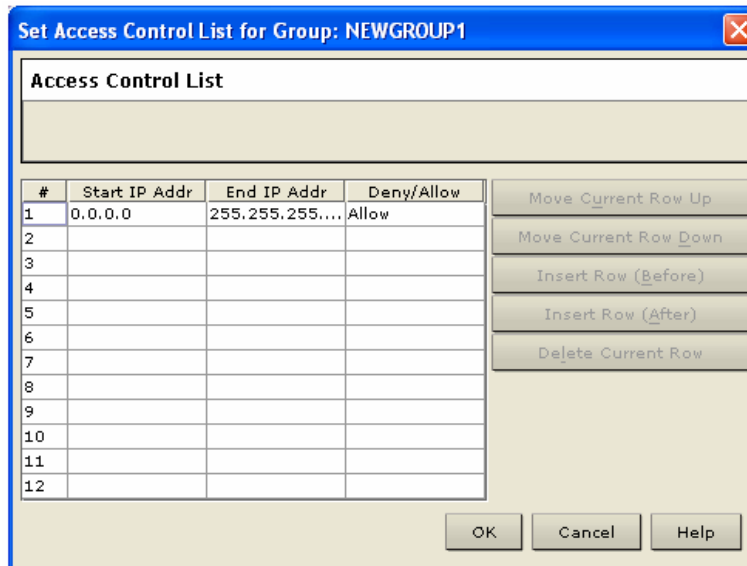 Set Access Control List for Group: NEWGROUP1
Access Control List
# Start IP Addr End IP Addr Deny/Allow
1 0.0.0.0 255.255.255.... Allow
2
3
4
5
6
7
8
9
10
11
12
Move Current Row Up
Move Current Row Down
Insert Row (Before)
Insert Row (After)
Delete Current Row
OK Cancel Help